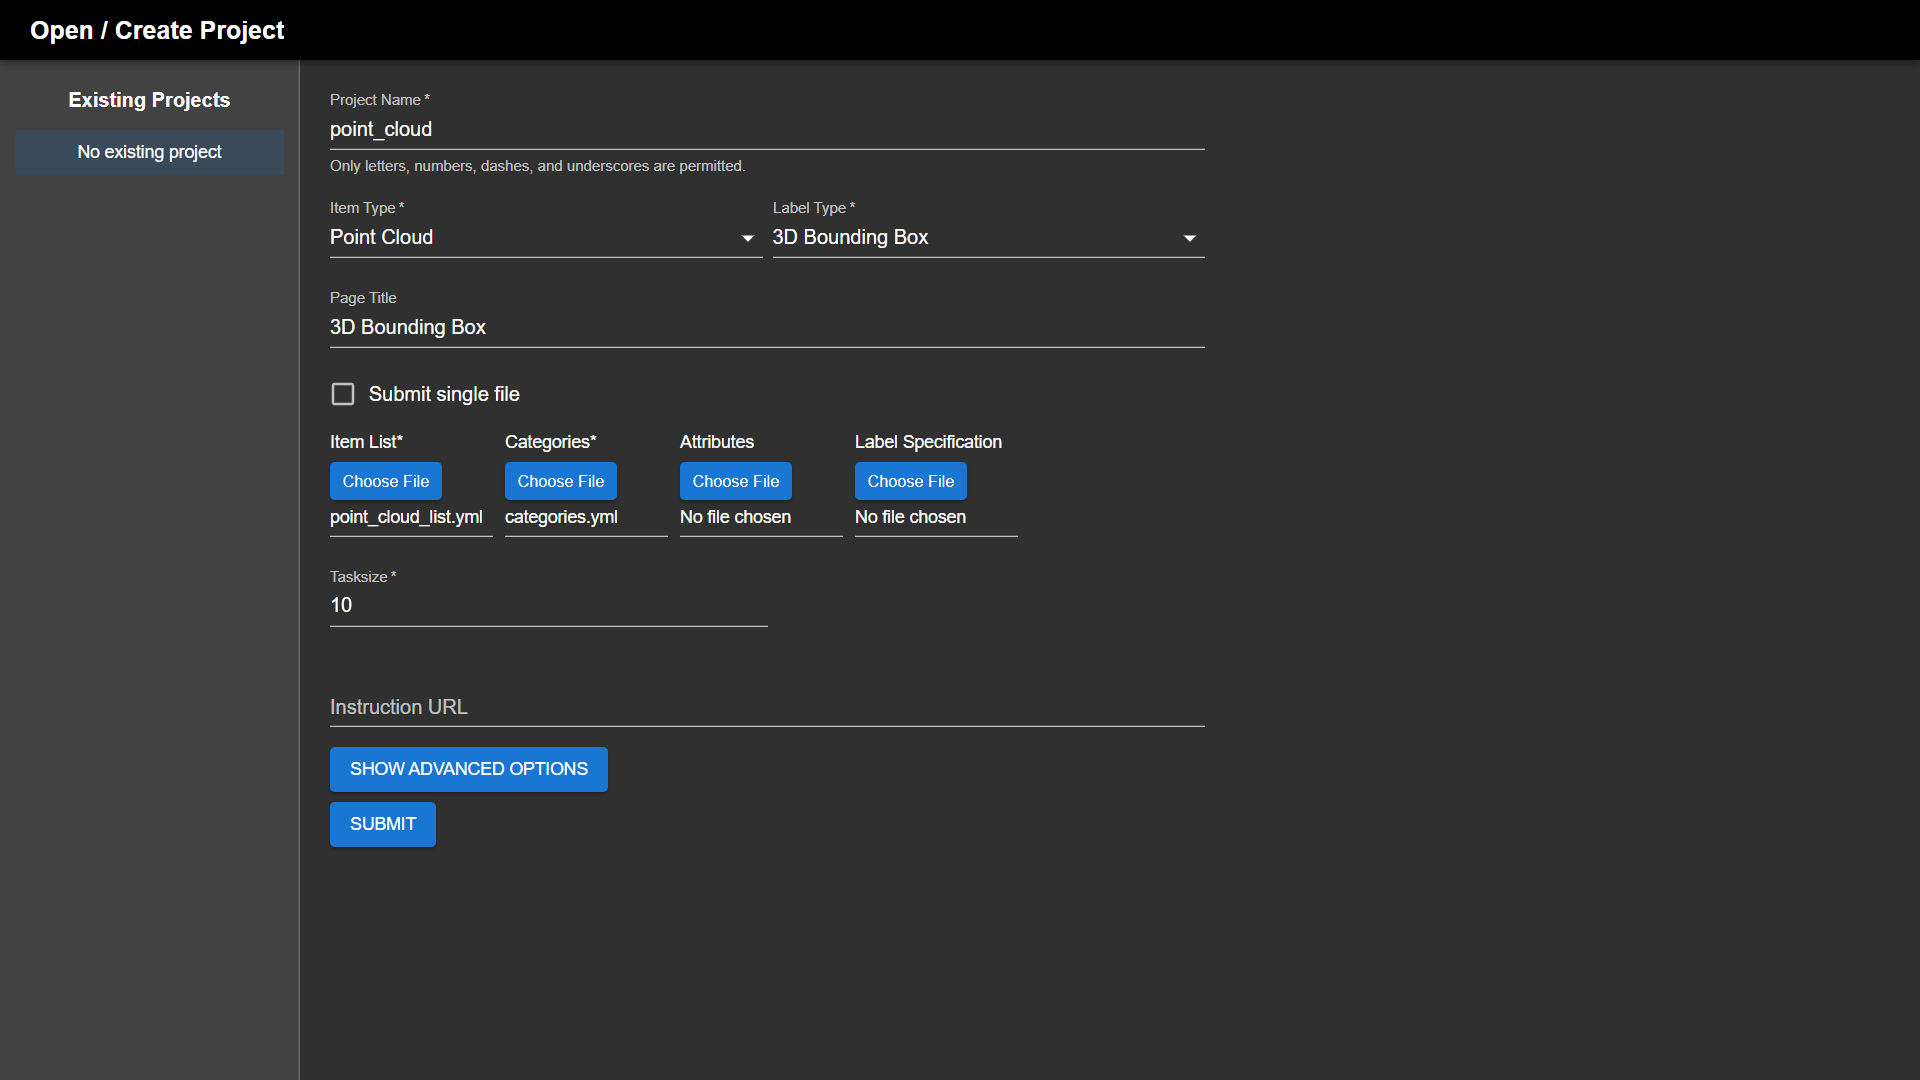 Open / Create Project
Existing Projects
No existing project
Project Name *
point_cloud
Only letters, numbers, dashes, and underscores are permitted.
Item Type *
Label Type *
Point Cloud
3D Bounding Box
Page Title
3D Bounding Box
Submit single file
Item List*
Categories*
Attributes
Label Specification
Choose File
Choose File
Choose File
Choose File
point_cloud_list.yml
categories.yml
No file chosen
No file chosen
Tasksize *
10
Instruction URL
SHOW ADVANCED OPTIONS
SUBMIT